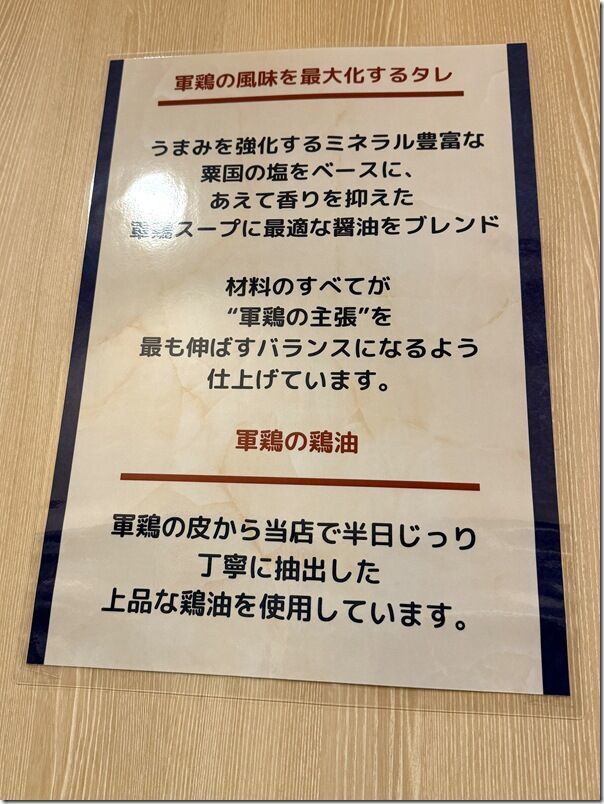 軍鶏の風味を最大化するタレ
うまみを強化するミネラル豊富な
粟国の塩をベースに、
あえて香りを抑えた
軍鶏スープに最適な醤油をブレンド
材料のすべてが
“軍鶏の主張”を
最も伸ばすバランスになるよう
仕上げています。
軍鶏の鶏油
軍鶏の皮から当店で半日じっり
丁寧に抽出した
上品な鶏油を使用しています。